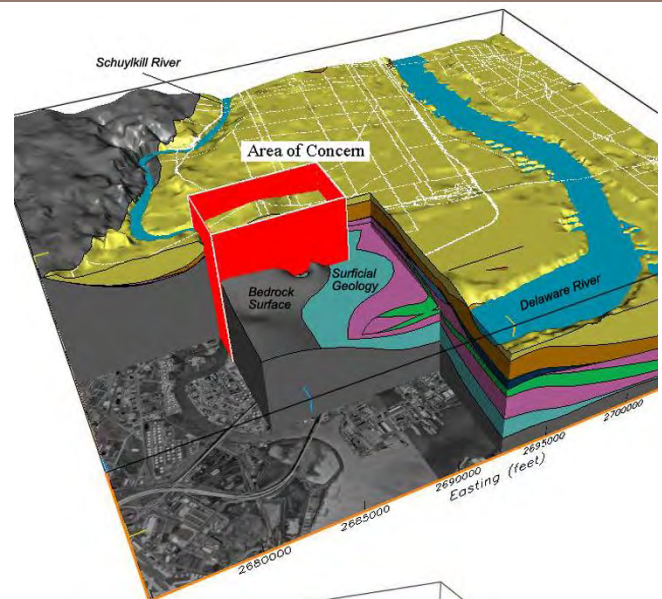 Schuylkill River
Area of Concern
Bedrock
Surface
Surficial
Geology
Delaware River
2680000
2685000
2690000
2695000
2700000
Easting (feet)